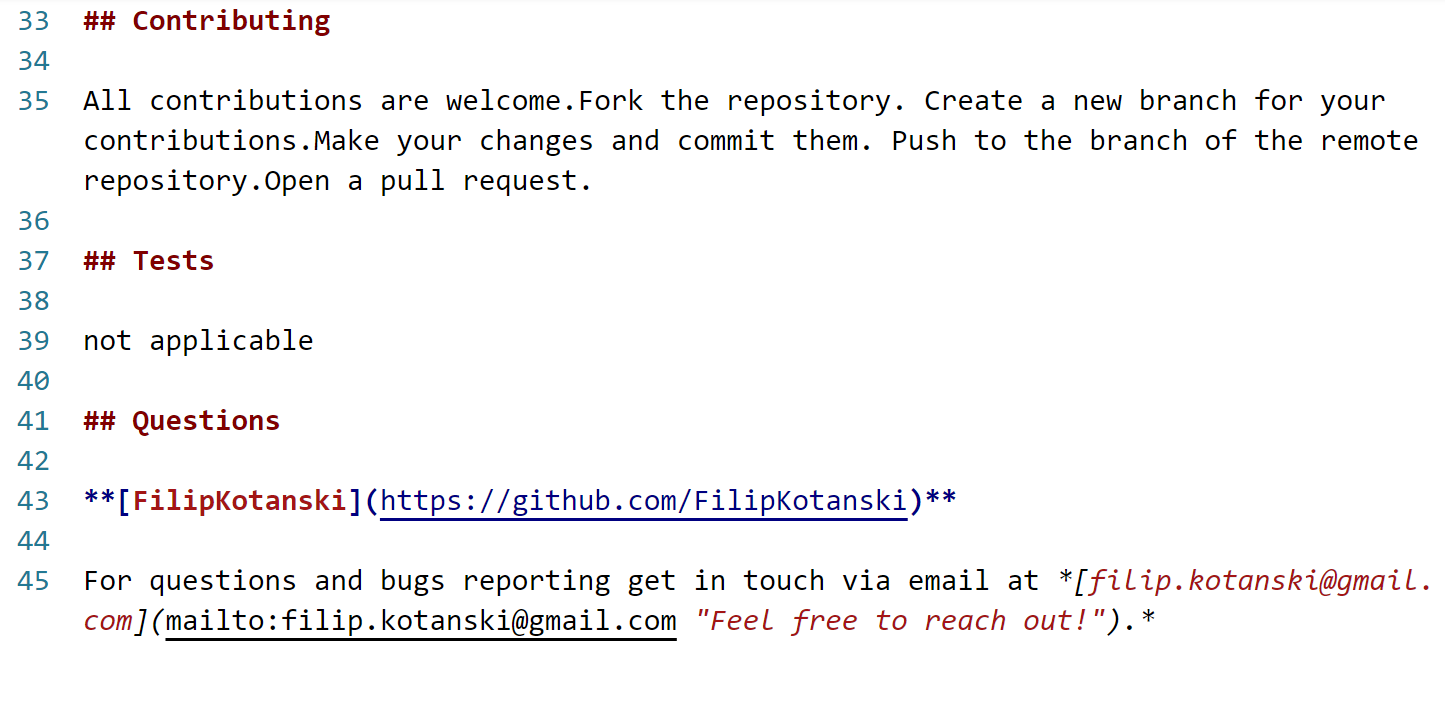 33 ## Contributing
34
35 All contributions are welcome.Fork the repository. Create a new branch for your
contributions.Make your changes and commit them. Push to the branch of the remote
repository.Open a pull request.
36
37 ## Tests
38
39 not applicable
40
41 ## Questions
42
43 **[FilipKotanski](https://github.com/FilipKotanski)**
44
45 For questions and bugs reporting get in touch via email at *[filip.kotanski@gmail.
com](mailto:filip.kotanski@gmail.com "Feel free to reach out!").*